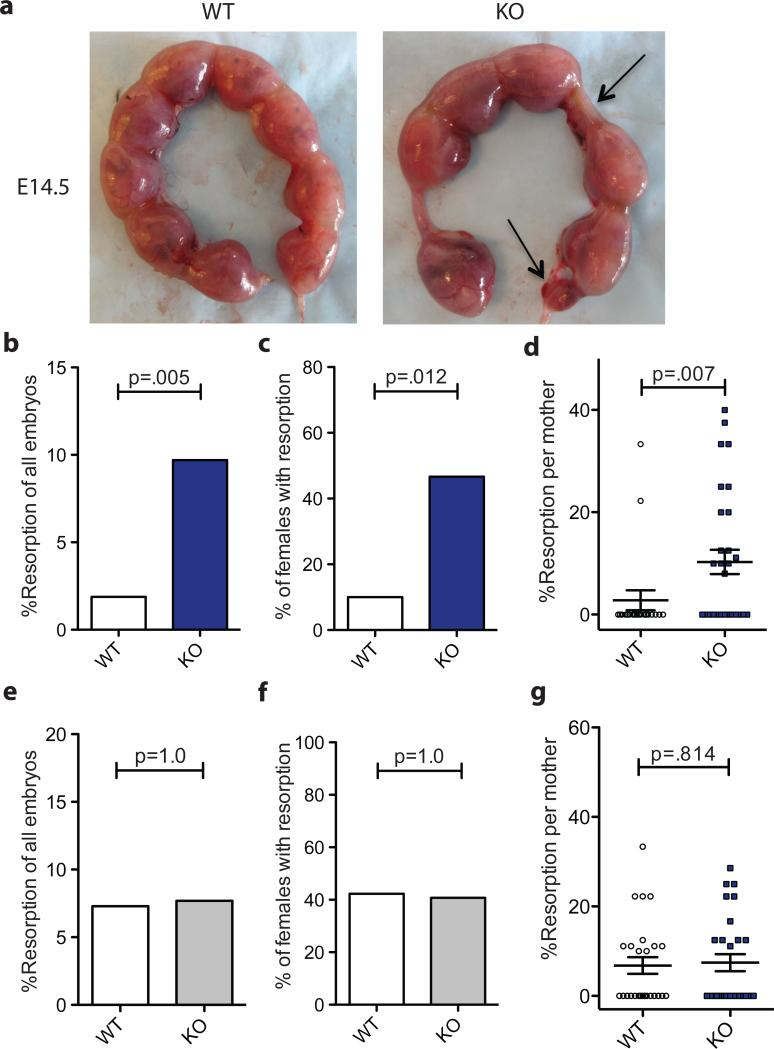 a
WT
KO
E14.5
b
%Resorption of all embryos
15
10
5
0
p=.005
WT
KO
c
% of females with resorption
80
60
40
20
0
p=.012
WT
KO
d
%Resorption per mother
40
20
0
p=.007
WT
KO
e
%Resorption of all embryos
20
15
10
5
0
p=1.0
WT
KO
f
% of females with resorption
100
80
60
40
20
0
p=1.0
WT
KO
g
%Resorption per mother
60
40
20
0
p=.814
WT
KO